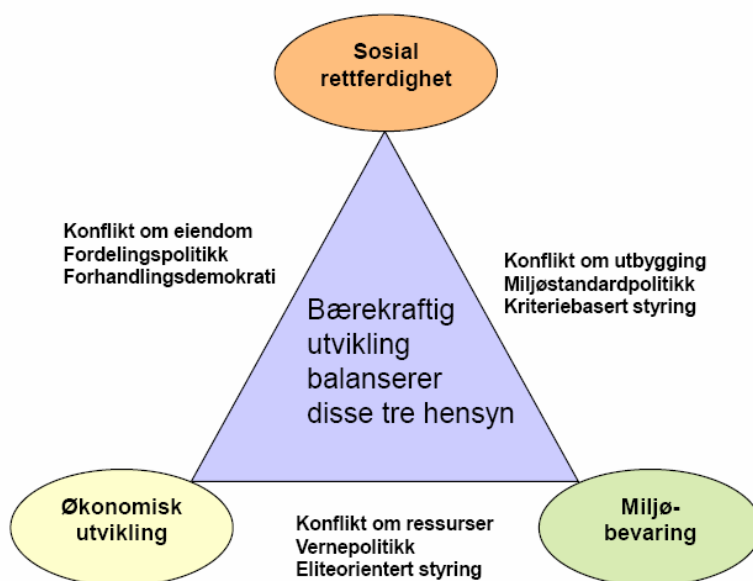 Sosial
rettferdighet
Konflikt om eiendom
Fordelingspolitikk
Forhandlingsdemokrati
Konflikt om utbygging
Miljøstandardpolitikk
Kriteriebasert styring
Bærekraftig
utvikling
balanserer
disse tre hensyn
Økonomisk
utvikling
Konflikt om ressurser
Vernepolitikk
Eliteorientert styring
Miljø-
bevaring